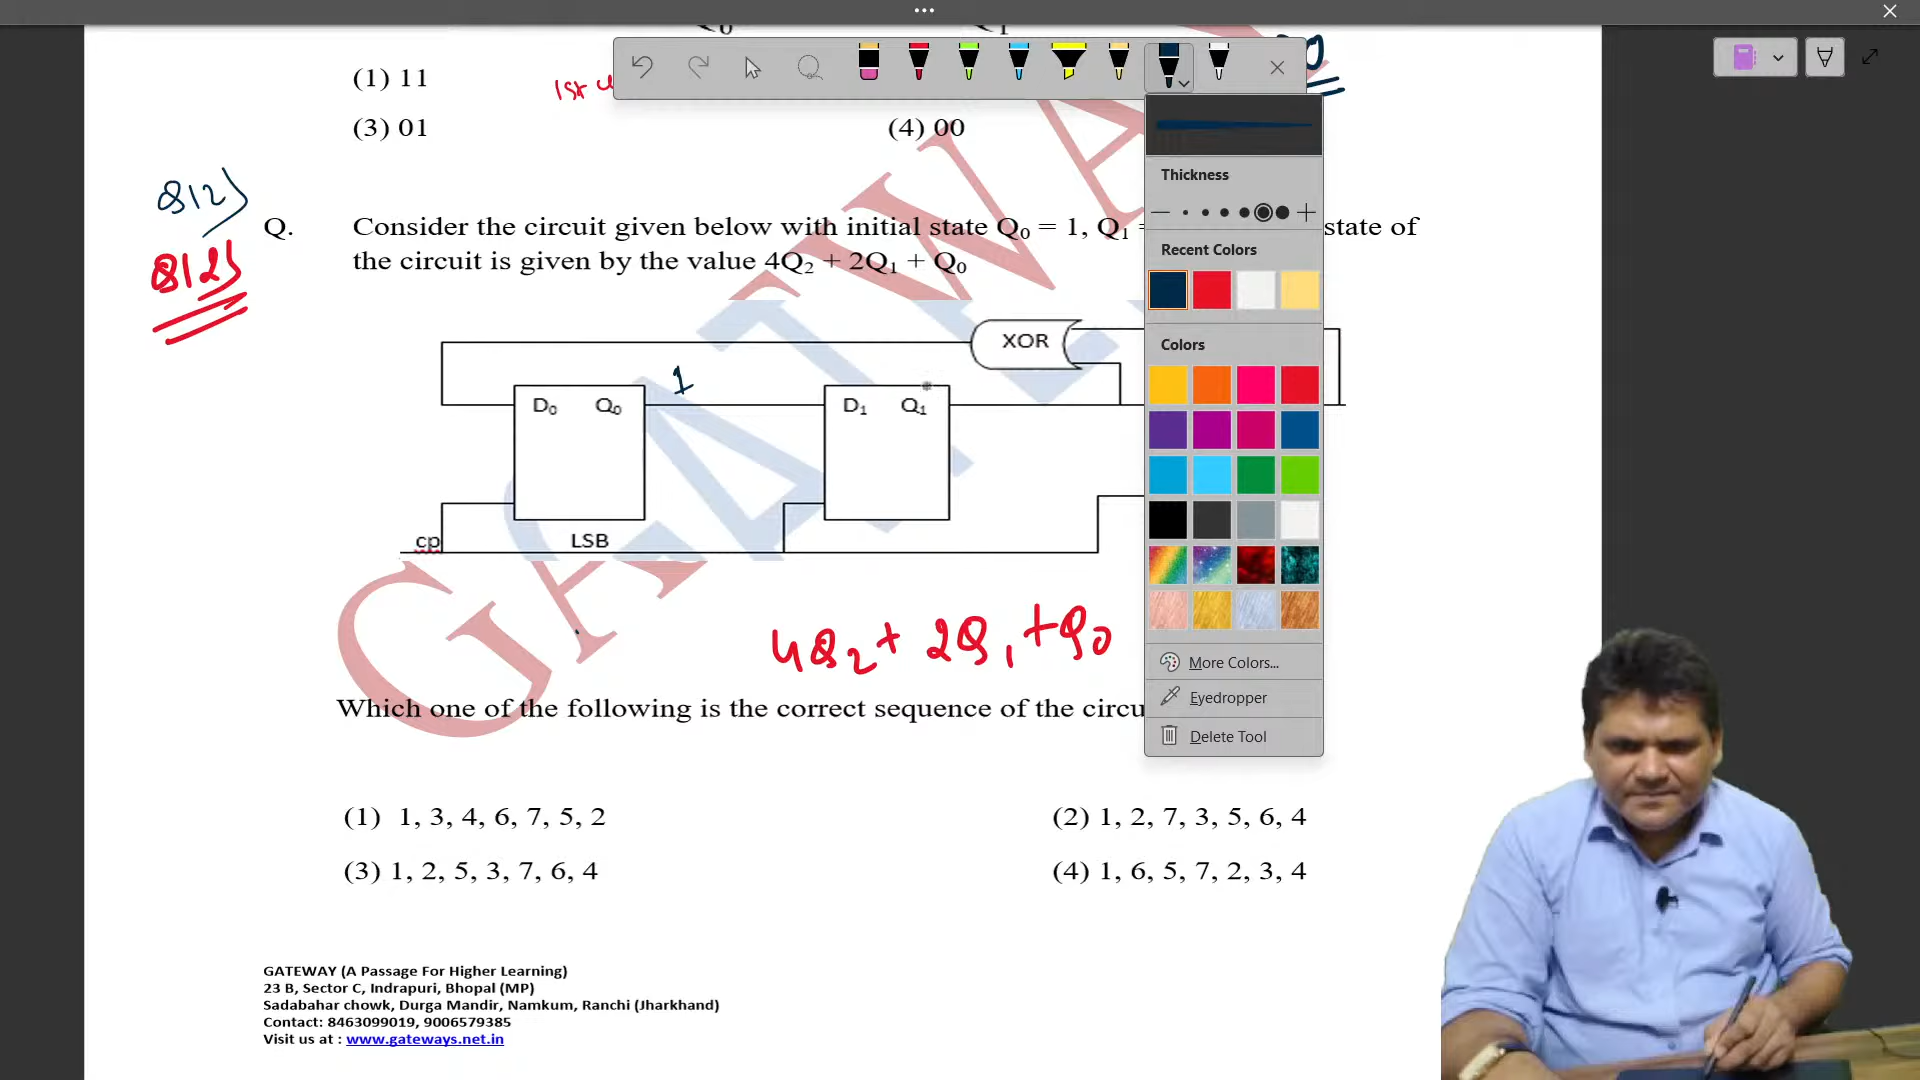 Q0 Q1
(1) 11
1st
(3) 01 (4) 00
Q12)
Q12)
Q. Consider the circuit given below with initial state Q₀ = 1, Q₁ = state of
the circuit is given by the value 4Q₂ + 2Q₁ + Q₀
XOR
1
D₀ Q₀ D₁ Q₁
cp LSB
4Q₂ + 2Q₁ + Q₀
Which one of the following is the correct sequence of the circu
(1) 1, 3, 4, 6, 7, 5, 2 (2) 1, 2, 7, 3, 5, 6, 4
(3) 1, 2, 5, 3, 7, 6, 4 (4) 1, 6, 5, 7, 2, 3, 4
GATEWAY (A Passage For Higher Learning)
23 B, Sector C, Indrapuri, Bhopal (MP)
Sadabahar chowk, Durga Mandir, Namkum, Ranchi (Jharkhand)
Contact: 8463099019, 9006579385
Visit us at : www.gateways.net.in
GATEWA
Thickness
Recent Colors
Colors
More Colors...
Eyedropper
Delete Tool